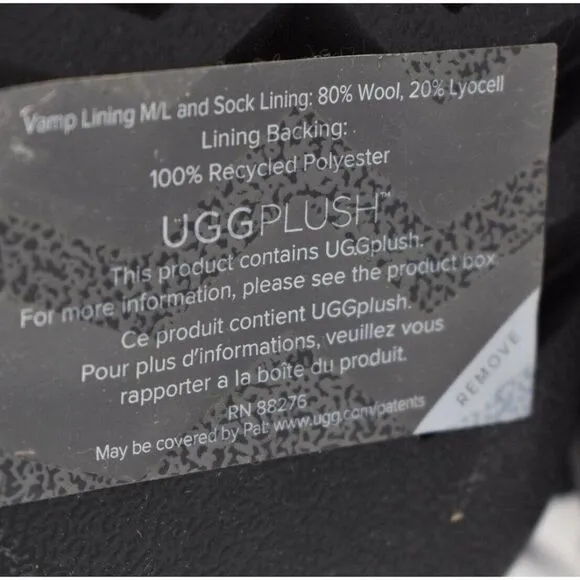 Vamp Lining M/L and Sock Lining: 80% Wool, 20% Lyocell
Lining Backing:
100% Recycled Polyester
UGGPLUSH™
This product contains UGGplush.
For more information, please see the product box
Ce produit contient UGGplush.
Pour plus d'informations, veuillez vous
rapporter a la boîte du produit.
RN 88276
May be covered by Pat: www.ugg.com/patents
REMOVE